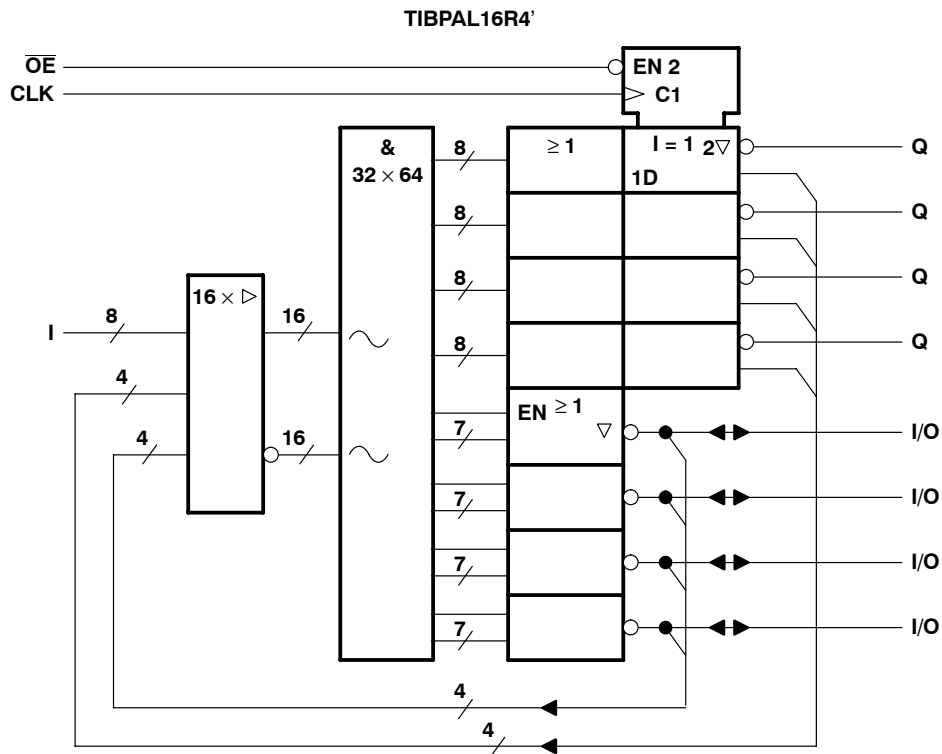 TIBPAL16R4’
OE
EN 2
CLK
C1
&
32 × 64
8
≥ 1
I = 1
2▽
Q
1D
8
Q
8
Q
16 × ▷
I
8
16
8
Q
4
EN ≥ 1
▽
7
I/O
4
16
7
I/O
7
I/O
7
I/O
4
4